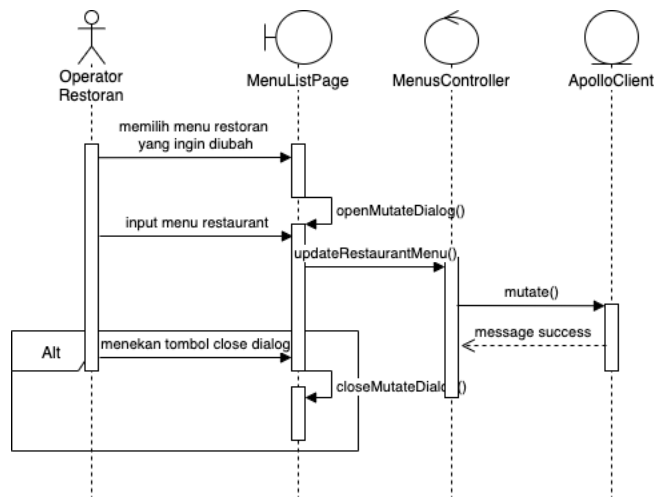 Operator
Restoran
MenuListPage
MenusController
ApolloClient
memilih menu restoran
yang ingin diubah
openMutateDialog()
input menu restaurant
updateRestaurantMenu()
mutate()
message success
Alt
menekan tombol close dialog
closeMutateDialog()